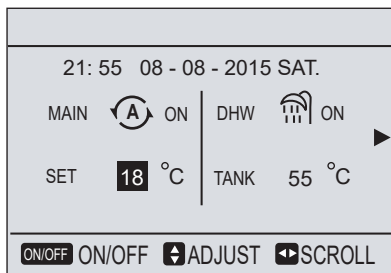 21: 55 08 - 08 - 2015 SAT.
MAIN A ON DHW ON
SET 18 °C TANK 55 °C
ON/OFF ON/OFF ADJUST SCROLL